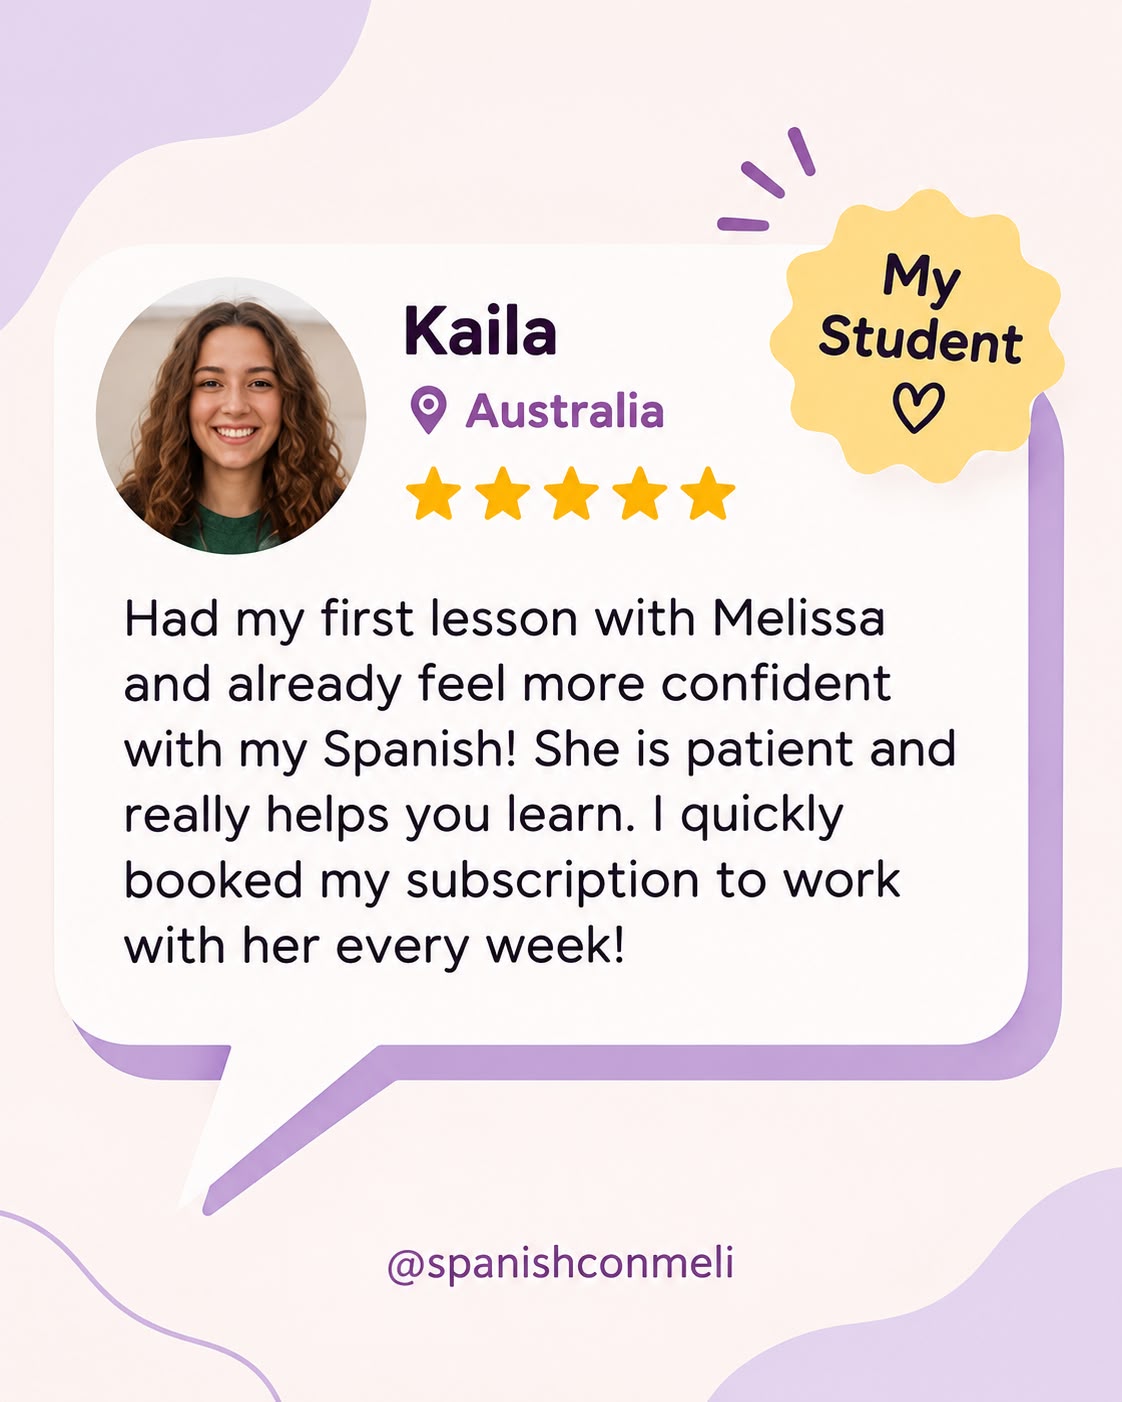 My
Student
Kaila
Australia
Had my first lesson with Melissa
and already feel more confident
with my Spanish! She is patient and
really helps you learn. I quickly
booked my subscription to work
with her every week!
@spanishconmeli